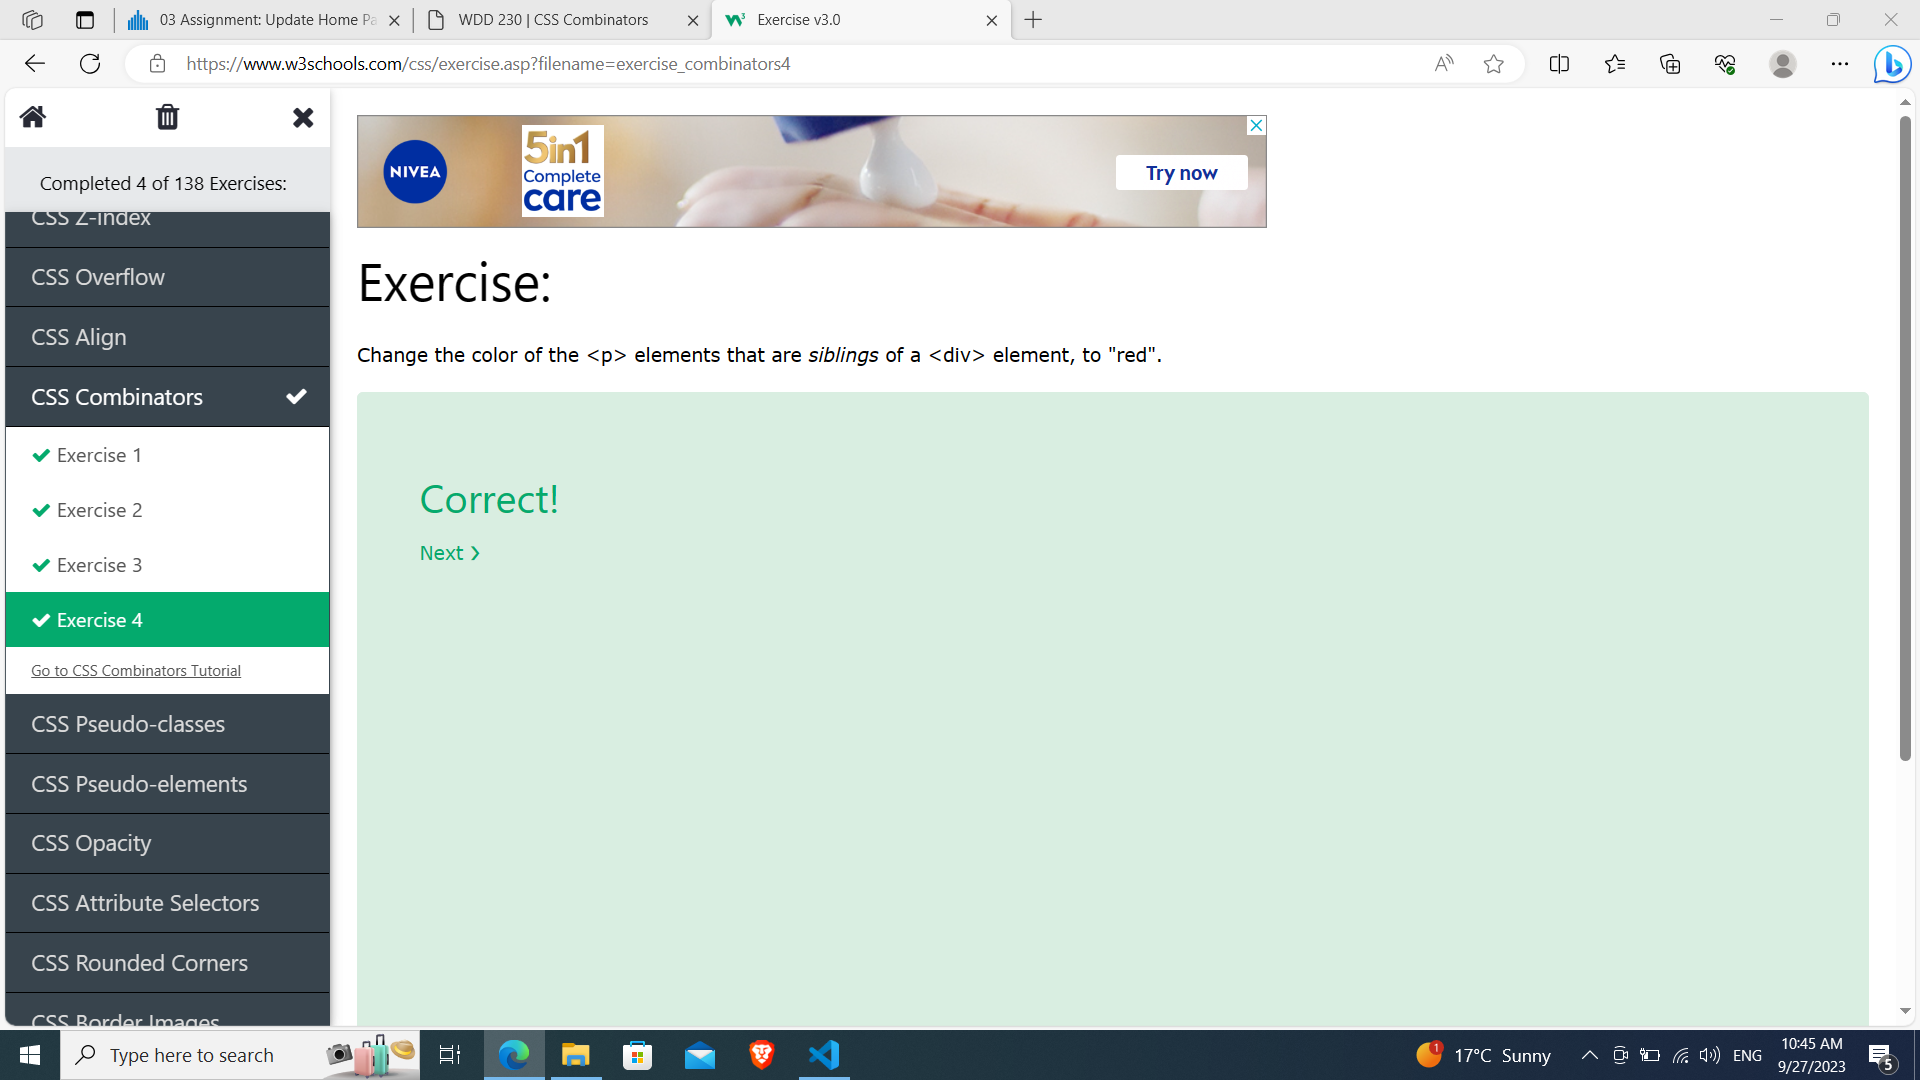 03 Assignment: Update Home Pa
WDD 230 | CSS Combinators
Exercise v3.0
https://www.w3schools.com/css/exercise.asp?filename=exercise_combinators4
Completed 4 of 138 Exercises:
CSS Z-index
CSS Overflow
CSS Align
CSS Combinators
Exercise 1
Exercise 2
Exercise 3
Exercise 4
Go to CSS Combinators Tutorial
CSS Pseudo-classes
CSS Pseudo-elements
CSS Opacity
CSS Attribute Selectors
CSS Rounded Corners
CSS Border Images
NIVEA
5in1
Complete
care
Try now
Exercise:
Change the color of the <p> elements that are siblings of a <div> element, to "red".
Correct!
Next ❯
Type here to search
1
17°C Sunny
ENG
10:45 AM
9/27/2023
5